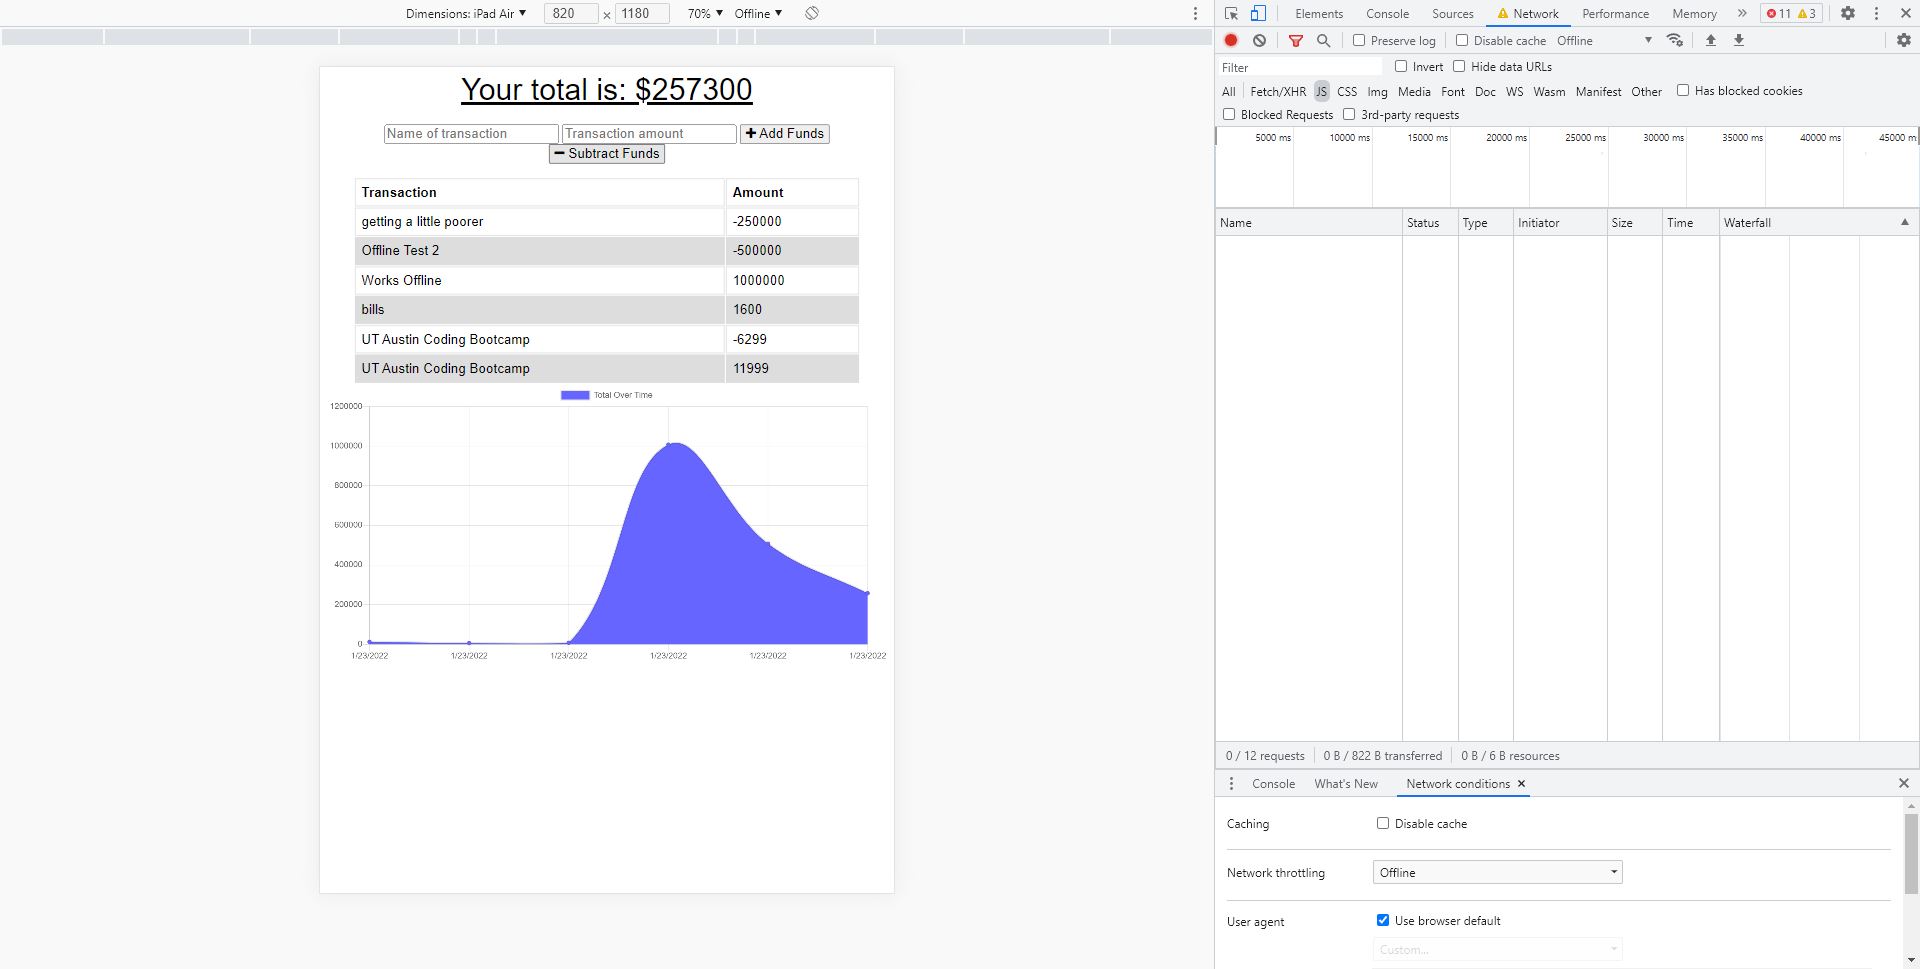 Dimensions: iPad Air ▼ 820 × 1180 70% ▼ Offline ▼
Your total is: $257300
Name of transaction Transaction amount + Add Funds
− Subtract Funds
Transaction Amount
getting a little poorer -250000
Offline Test 2 -500000
Works Offline 1000000
bills 1600
UT Austin Coding Bootcamp -6299
UT Austin Coding Bootcamp 11999
Total Over Time
1200000
1000000
800000
600000
400000
200000
0
1/23/2022 1/23/2022 1/23/2022 1/23/2022 1/23/2022 1/23/2022
Elements Console Sources Network Performance Memory » 11 3
Preserve log Disable cache Offline
Filter Invert Hide data URLs
All Fetch/XHR JS CSS Img Media Font Doc WS Wasm Manifest Other Has blocked cookies
Blocked Requests 3rd-party requests
5000 ms 10000 ms 15000 ms 20000 ms 25000 ms 30000 ms 35000 ms 40000 ms 45000 m
Name Status Type Initiator Size Time Waterfall
0 / 12 requests 0 B / 822 B transferred 0 B / 6 B resources
Console What's New Network conditions ×
Caching Disable cache
Network throttling Offline
User agent Use browser default
Custom...